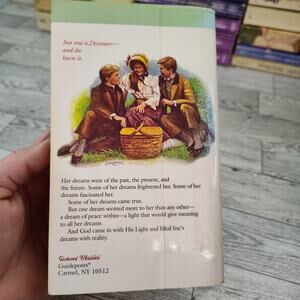 Ina was a Dreamer—
and she
knew it.
Her dreams were of the past, the present, and
the future. Some of her dreams frightened her. Some of her
dreams fascinated her.
Some of her dreams came true.
But one dream seemed more to her than any other—
a dream of peace within—a light that would give meaning
to all her dreams.
And God came in with His Light and filled Ina's
dreams with reality.
Forever Classics
Guideposts®
Carmel, NY 10512